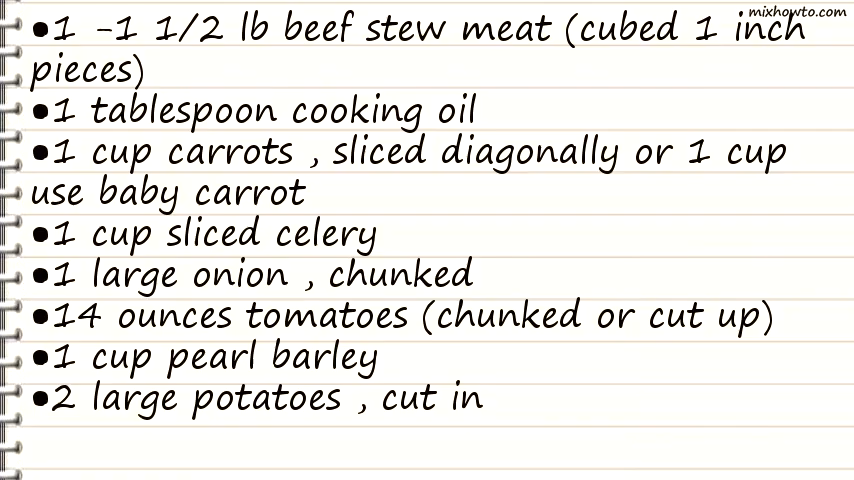 mixhowto.com
•1 -1 1/2 lb beef stew meat (cubed 1 inch
pieces)
•1 tablespoon cooking oil
•1 cup carrots , sliced diagonally or 1 cup
use baby carrot
•1 cup sliced celery
•1 large onion , chunked
•14 ounces tomatoes (chunked or cut up)
•1 cup pearl barley
•2 large potatoes , cut in